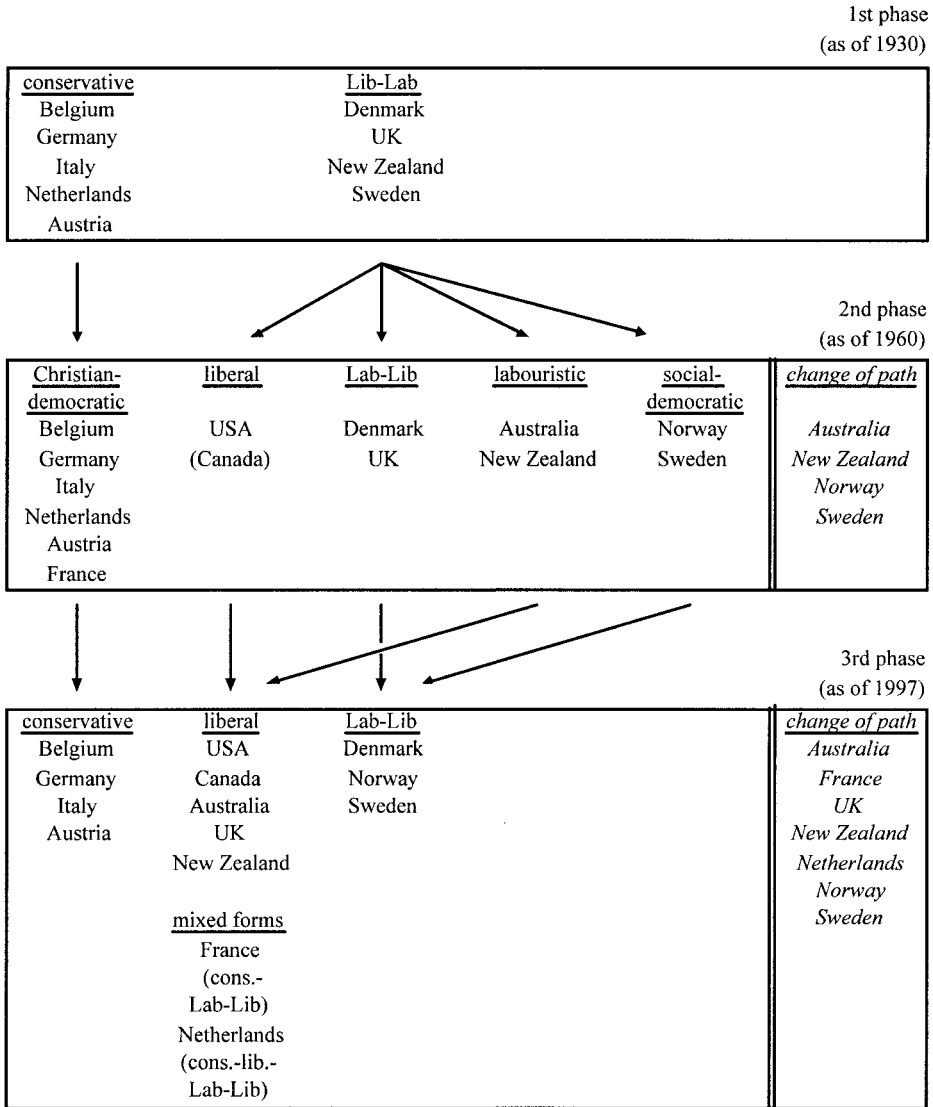 1st phase
(as of 1930)
conservative Lib-Lab
Belgium Denmark
Germany UK
Italy New Zealand
Netherlands Sweden
Austria
2nd phase
(as of 1960)
Christian- liberal Lab-Lib labouristic social- change of path
democratic democratic
Belgium USA Denmark Australia Norway Australia
Germany (Canada) UK New Zealand Sweden New Zealand
Italy Norway
Netherlands Sweden
Austria
France
3rd phase
(as of 1997)
conservative liberal Lab-Lib change of path
Belgium USA Denmark Australia
Germany Canada Norway France
Italy Australia Sweden UK
Austria UK New Zealand
New Zealand Netherlands
Norway
mixed forms Sweden
France
(cons.-
Lab-Lib)
Netherlands
(cons.-lib.-
Lab-Lib)